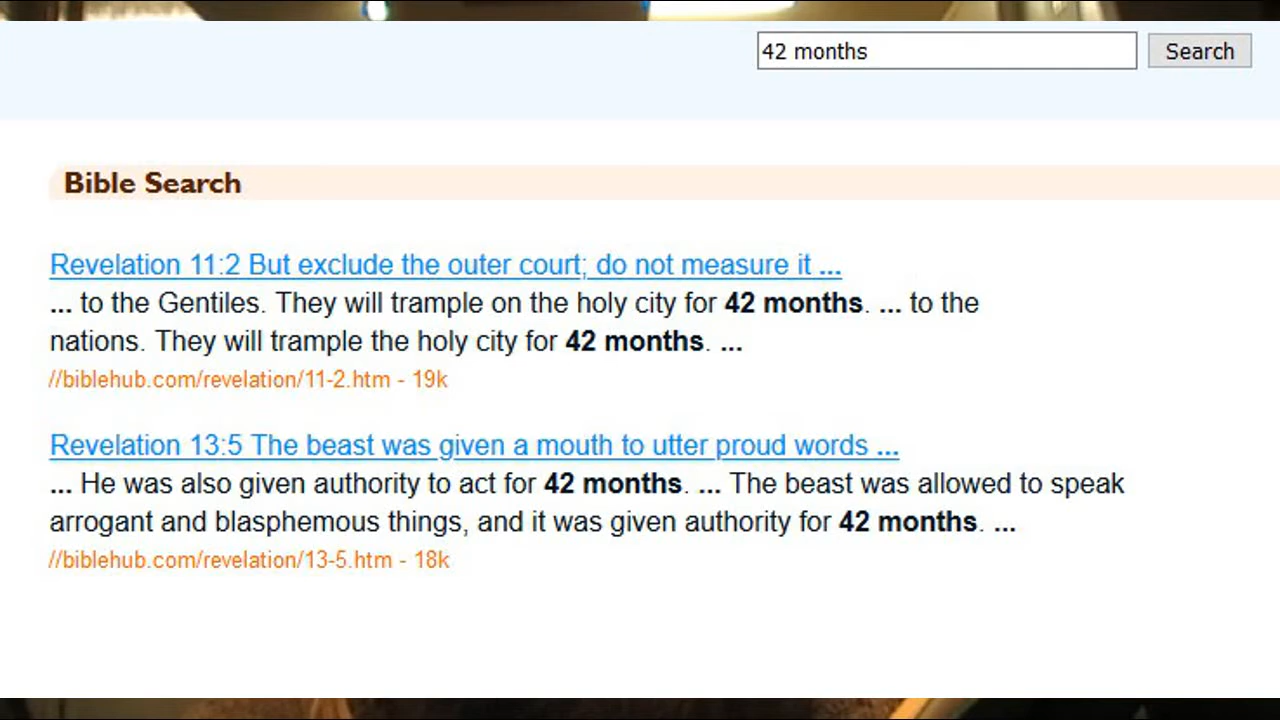 42 months
Search
Bible Search
Revelation 11:2 But exclude the outer court; do not measure it ...
... to the Gentiles. They will trample on the holy city for 42 months. ... to the
nations. They will trample the holy city for 42 months. ...
//biblehub.com/revelation/11-2.htm - 19k
Revelation 13:5 The beast was given a mouth to utter proud words ...
... He was also given authority to act for 42 months. ... The beast was allowed to speak
arrogant and blasphemous things, and it was given authority for 42 months. ...
//biblehub.com/revelation/13-5.htm - 18k